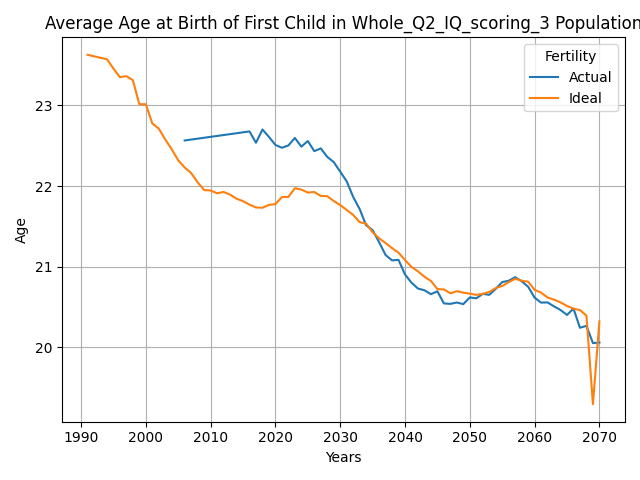 Average Age at Birth of First Child in Whole_Q2_IQ_scoring_3 Population
Fertility
Actual
Ideal
Age
23
22
21
20
1990
2000
2010
2020
2030
2040
2050
2060
2070
Years